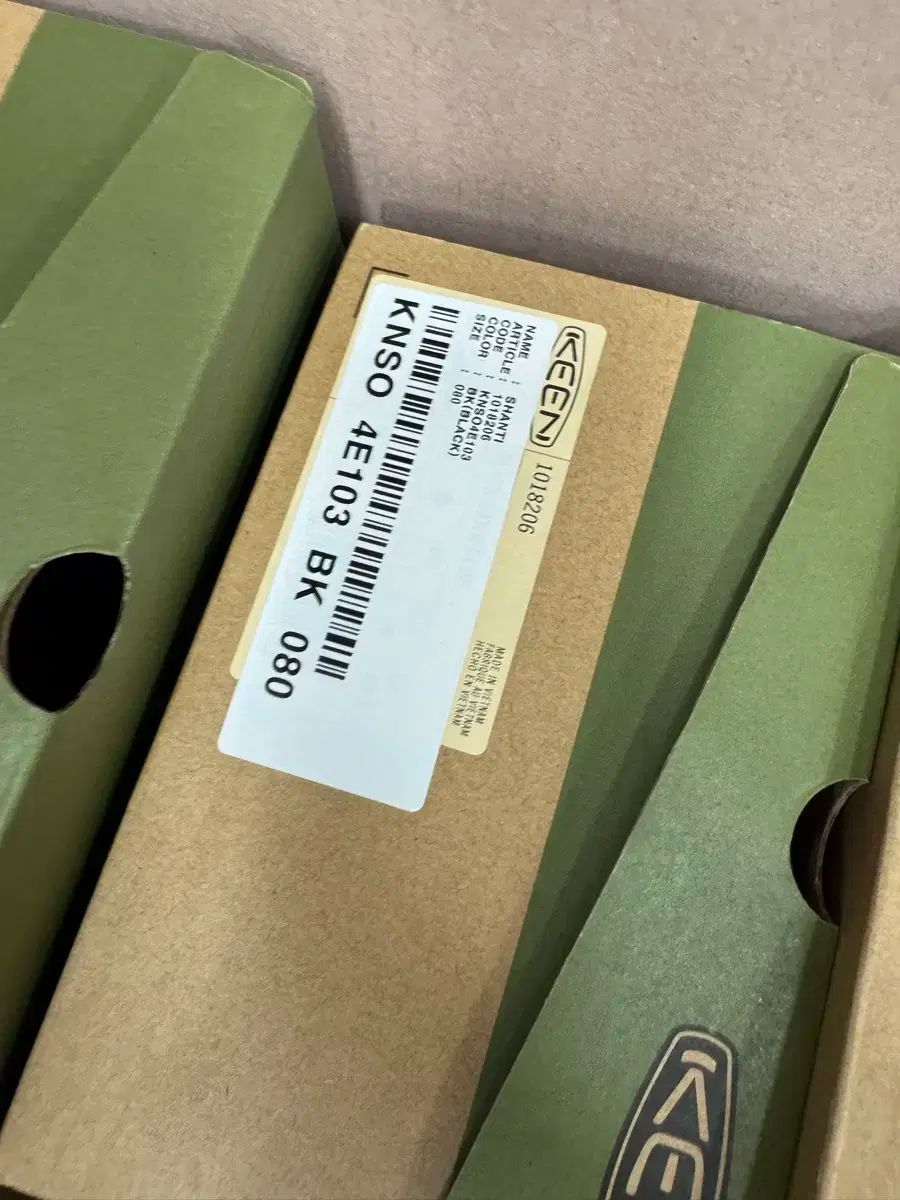 KEEN
1018206
NAME : SHANTI
ARTICLE : 1018206
CODE : KNSO4E103
COLOR : BK(BLACK)
SIZE : 080
KNSO 4E103 BK 080
MADE IN VIETNAM
FABRIQUE AU VIETNAM
HECHO EN VIETNAM
KE